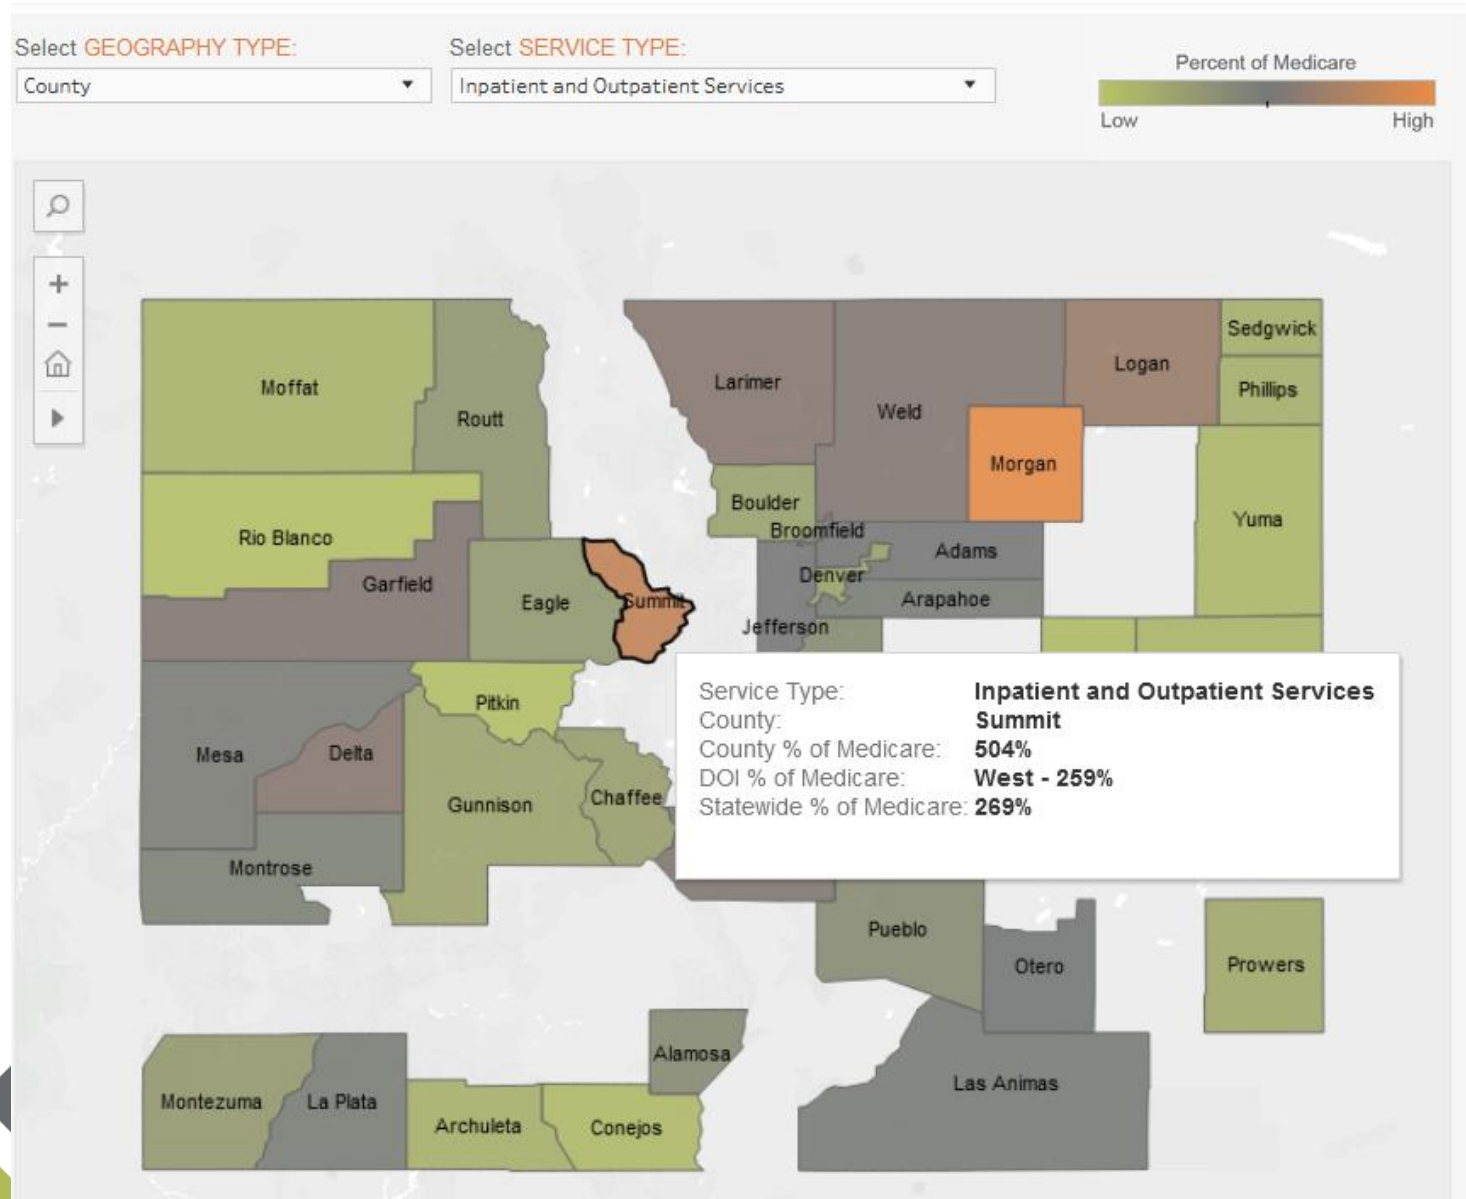 Select GEOGRAPHY TYPE:
Select SERVICE TYPE:
County
Inpatient and Outpatient Services
Percent of Medicare
Low
High
Sedgwick
Logan
Moffat
Larimer
Phillips
Routt
Weld
Morgan
Boulder
Yuma
Broomfield
Rio Blanco
Adams
Denver
Garfield
Eagle
Summit
Arapahoe
Jefferson
Pitkin
Service Type: Inpatient and Outpatient Services
County: Summit
County % of Medicare: 504%
DOI % of Medicare: West - 259%
Statewide % of Medicare: 269%
Mesa
Delta
Gunnison
Chaffee
Montrose
Pueblo
Otero
Prowers
Alamosa
Las Animas
Montezuma
La Plata
Archuleta
Conejos